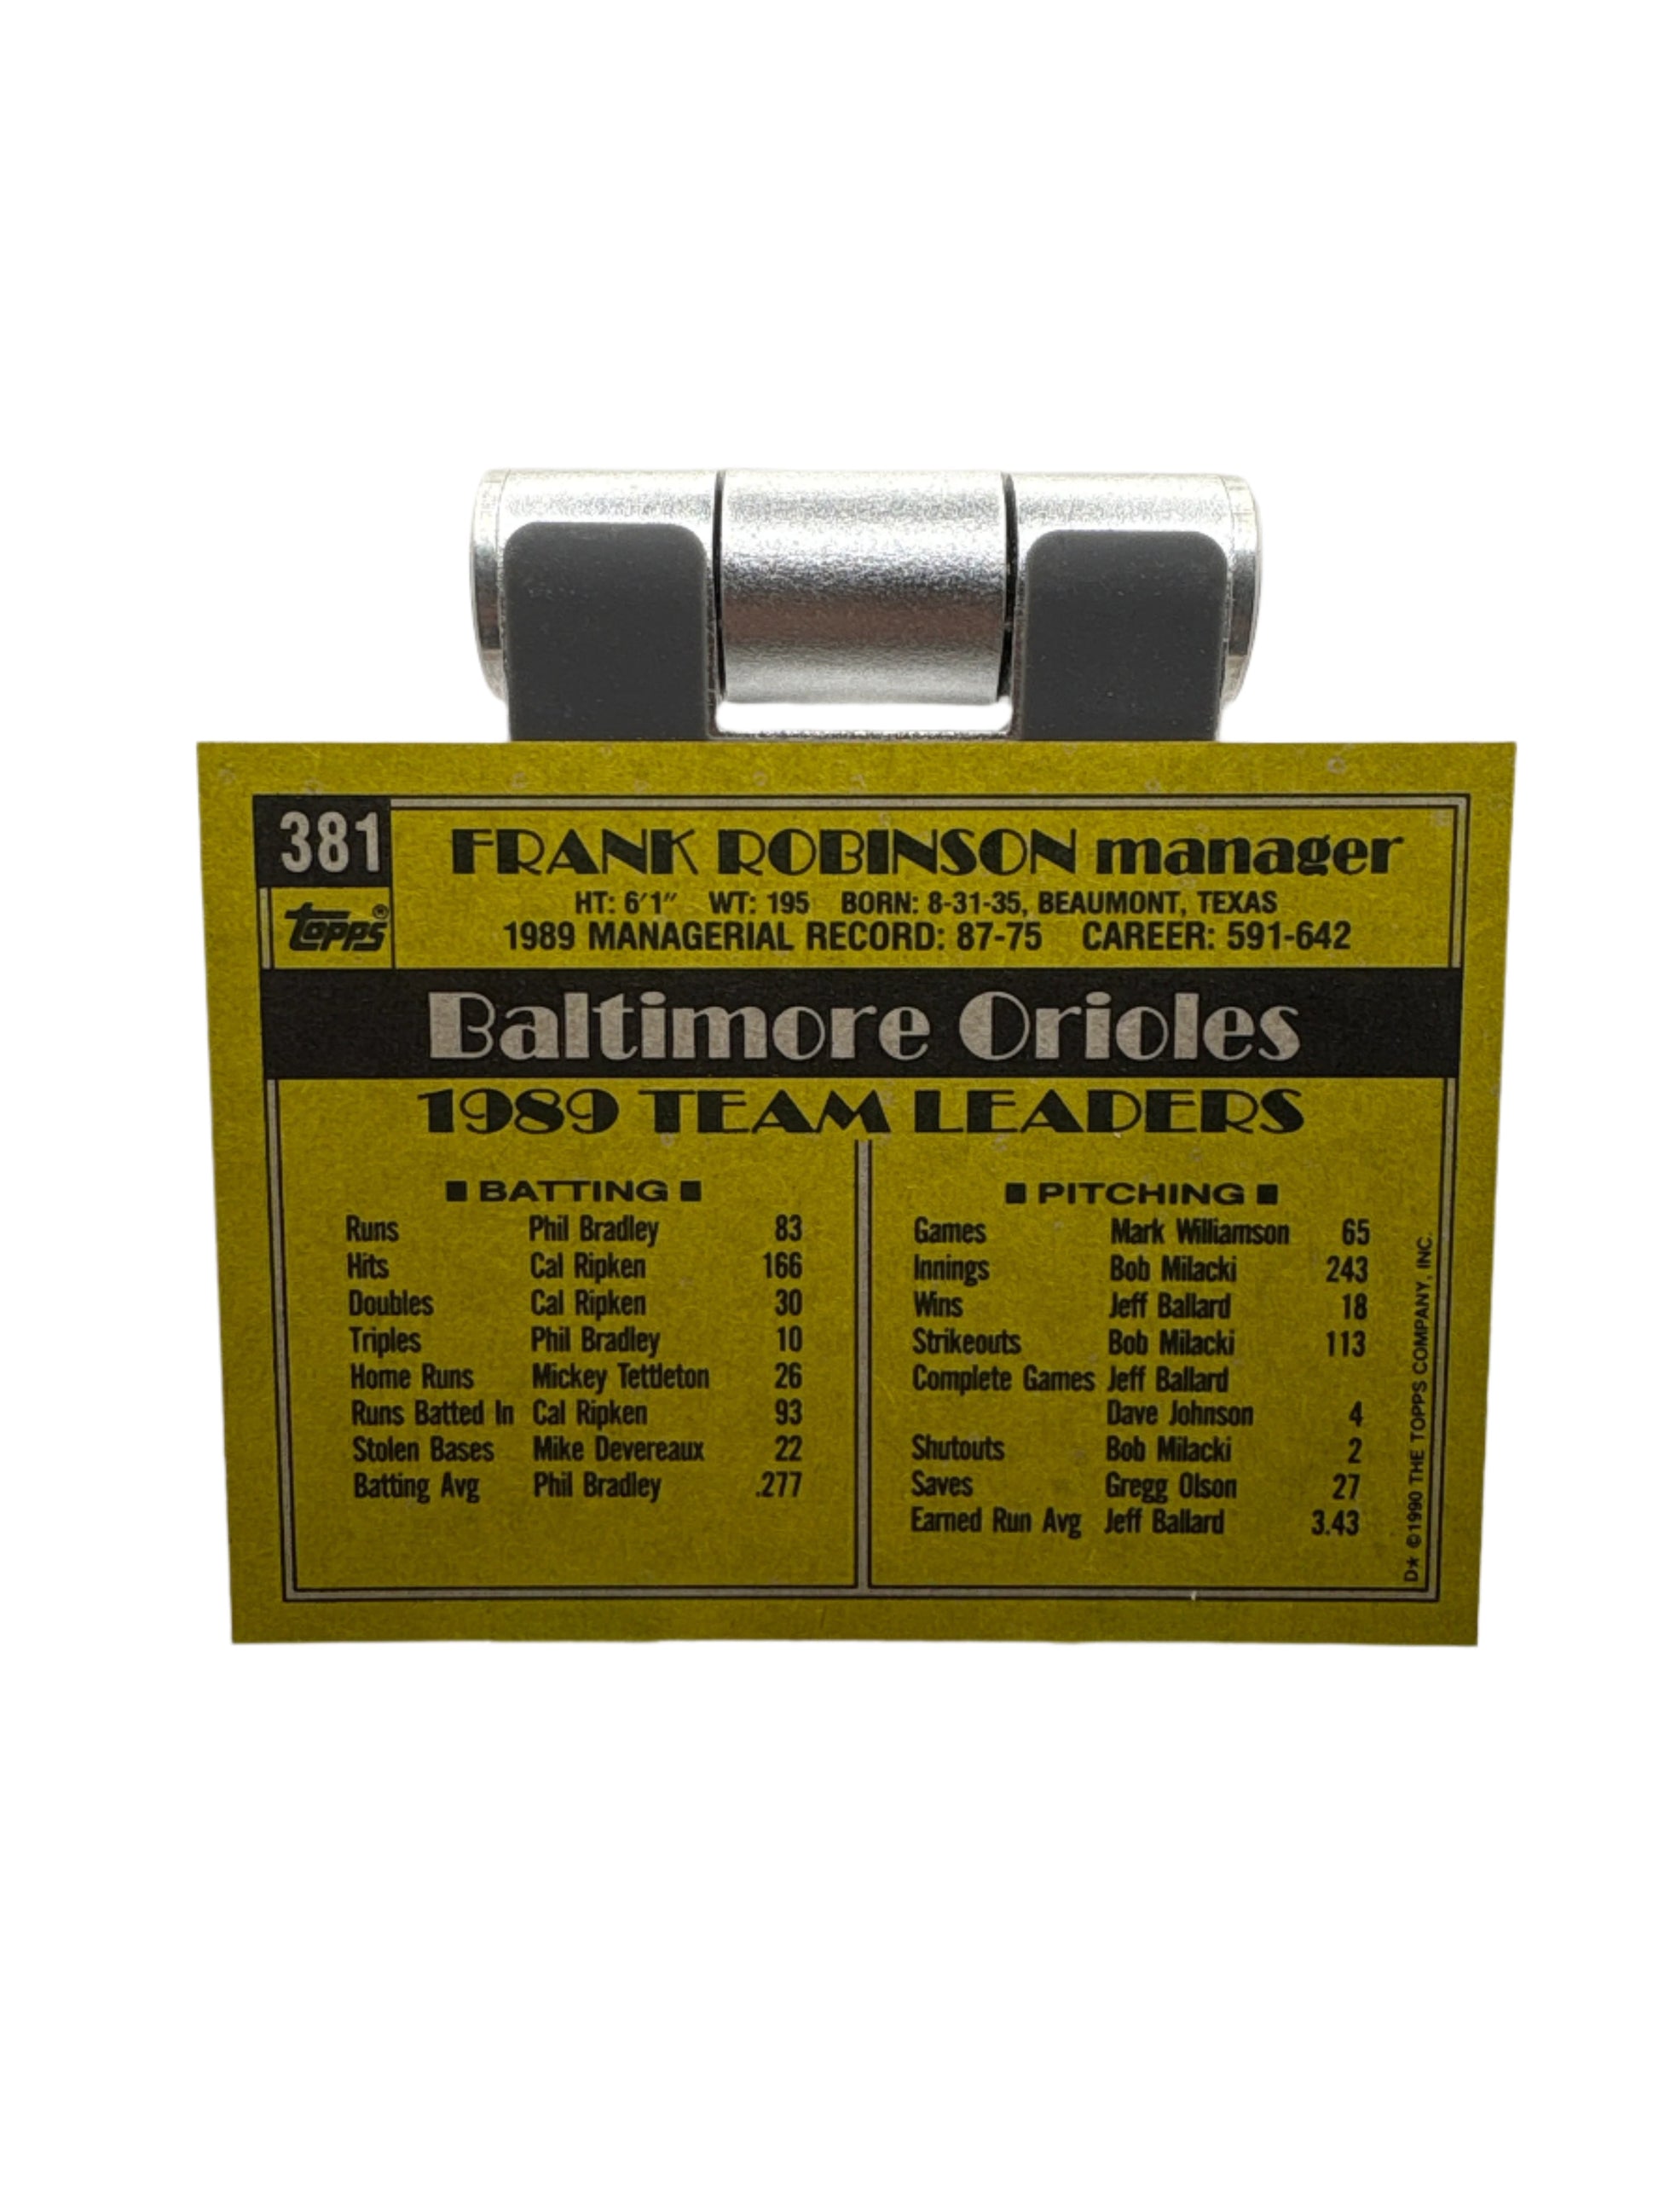 381
FRANK ROBINSON manager
HT: 6'1" WT: 195 BORN: 8-31-35, BEAUMONT, TEXAS
topps®
1989 MANAGERIAL RECORD: 87-75 CAREER: 591-642
Baltimore Orioles
1989 TEAM LEADERS
■ BATTING ■
Runs Phil Bradley 83
Hits Cal Ripken 166
Doubles Cal Ripken 30
Triples Phil Bradley 10
Home Runs Mickey Tettleton 26
Runs Batted In Cal Ripken 93
Stolen Bases Mike Devereaux 22
Batting Avg Phil Bradley .277
■ PITCHING ■
Games Mark Williamson 65
Innings Bob Milacki 243
Wins Jeff Ballard 18
Strikeouts Bob Milacki 113
Complete Games Jeff Ballard
Dave Johnson 4
Shutouts Bob Milacki 2
Saves Gregg Olson 27
Earned Run Avg Jeff Ballard 3.43
D★ ©1990 THE TOPPS COMPANY, INC.